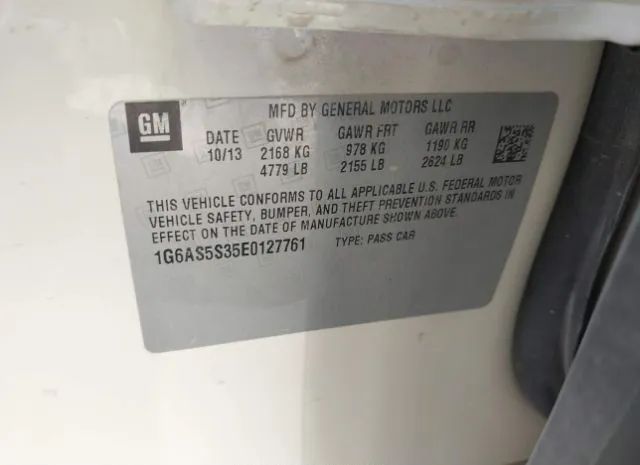 GM
MFD BY GENERAL MOTORS LLC
DATE GVWR GAWR FRT GAWR RR
10/13 2168 KG 978 KG 1190 KG
4779 LB 2155 LB 2624 LB
THIS VEHICLE CONFORMS TO ALL APPLICABLE U.S. FEDERAL MOTOR
VEHICLE SAFETY, BUMPER, AND THEFT PREVENTION STANDARDS IN
EFFECT ON THE DATE OF MANUFACTURE SHOWN ABOVE.
1G6AS5S35E0127761 TYPE: PASS CAR